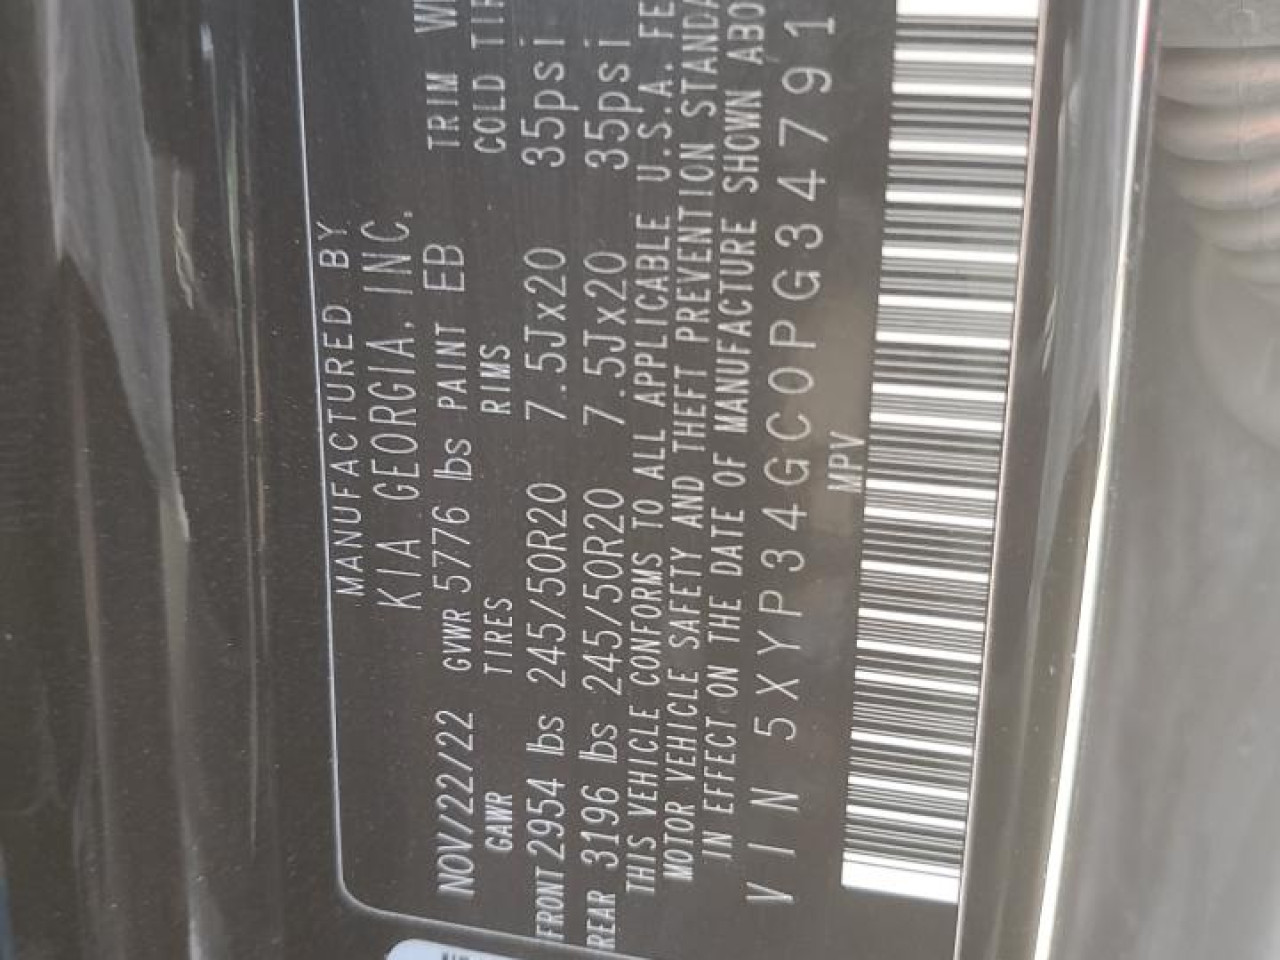 MANUFACTURED BY
KIA GEORGIA, INC.
NOV/22/22 GVWR 5776 lbs PAINT EB TRIM
GAWR TIRES RIMS COLD
FRONT 2954 lbs 245/50R20 7.5Jx20 35psi
REAR 3196 lbs 245/50R20 7.5Jx20 35psi
THIS VEHICLE CONFORMS TO ALL APPLICABLE U.S.A. FE
MOTOR VEHICLE SAFETY AND THEFT PREVENTION STANDA
IN EFFECT ON THE DATE OF MANUFACTURE SHOWN ABO
VIN 5XYP34GC0PG34791
MPV